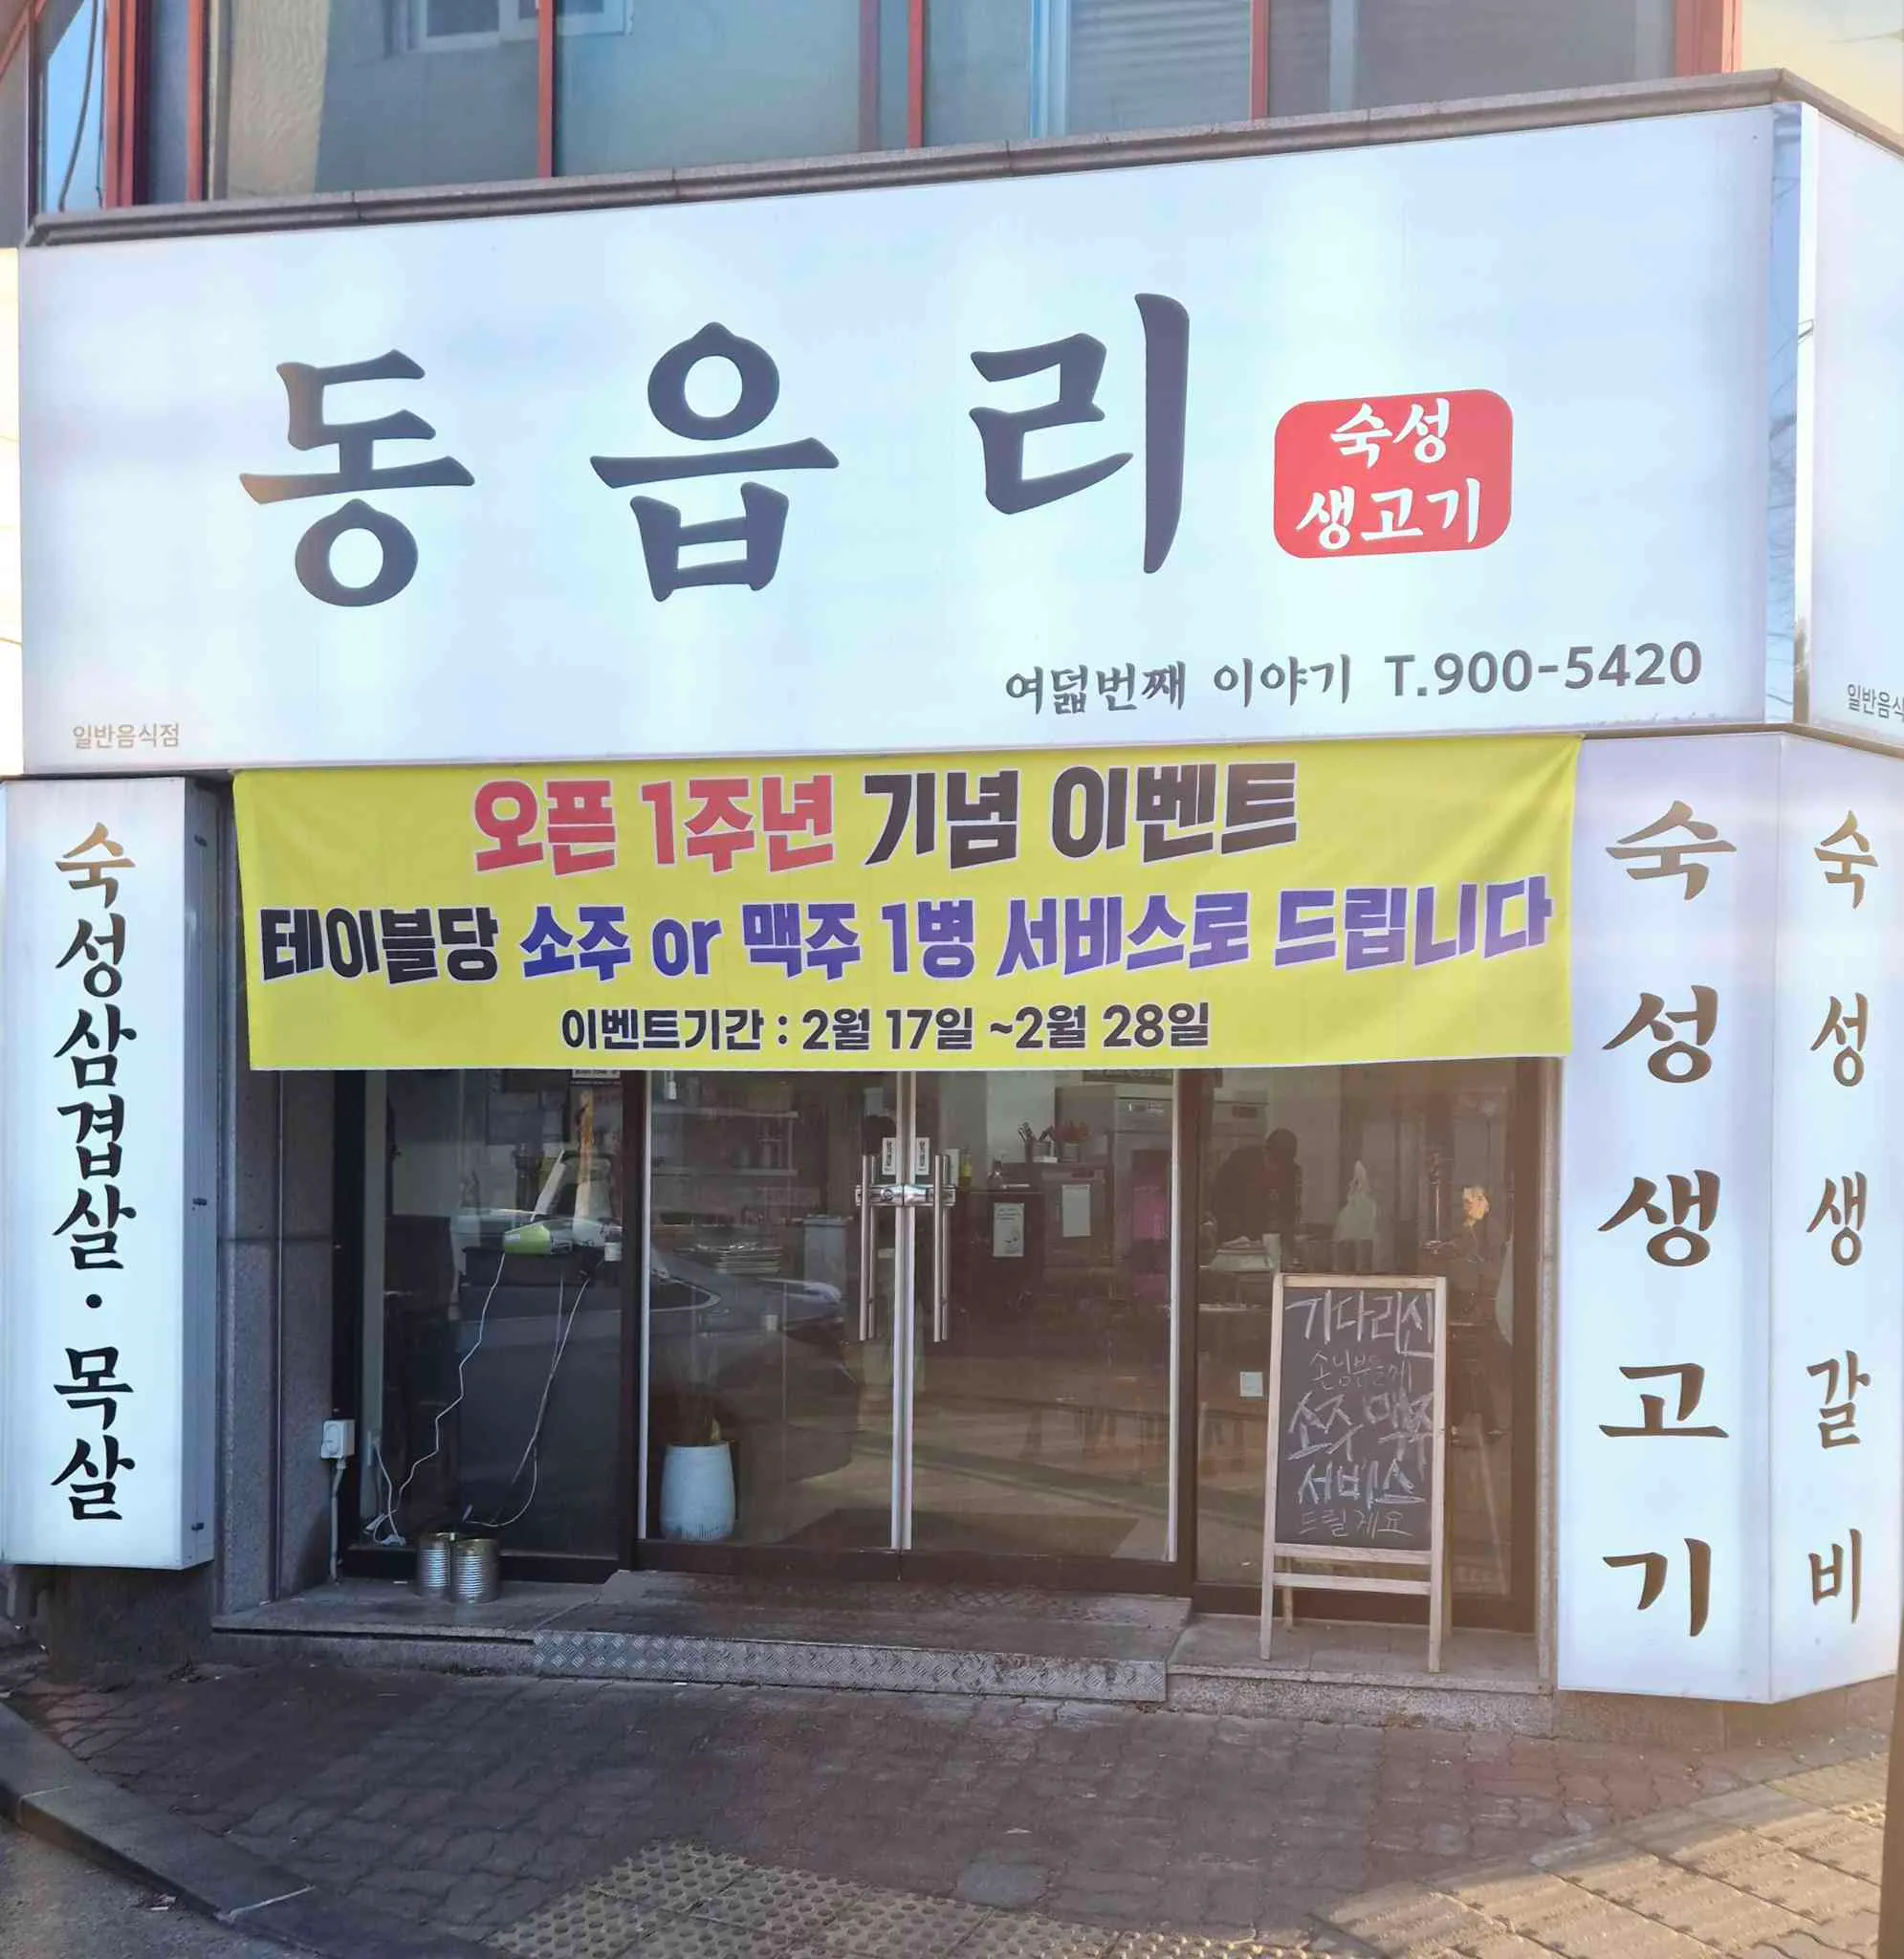 동읍리
숙성
생고기
여덟번째 이야기 T.900-5420
일반음식점
일반음식
오픈 1주년 기념 이벤트
테이블당 소주 or 맥주 1병 서비스로 드립니다
이벤트기간 : 2월 17일 ~2월 28일
숙성삼겹살·목살
숙성생고기
숙성생갈비
기다리신
손님분들께
소주 맥주
서비스
드릴게요